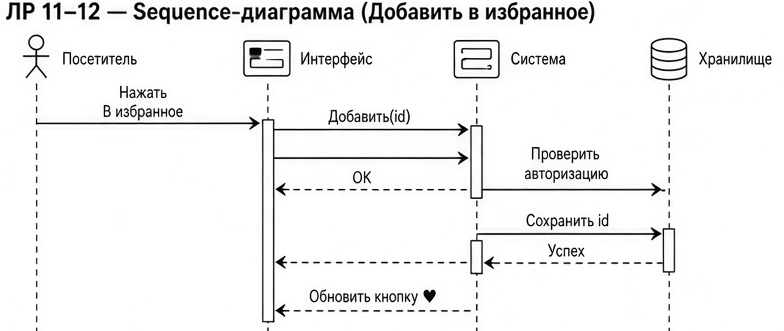 ЛР 11–12 — Sequence-диаграмма (Добавить в избранное)
Посетитель
Интерфейс
Система
Хранилище
Нажать
В избранное
Добавить(id)
Проверить
авторизацию
OK
Сохранить id
Успех
Обновить кнопку ♥